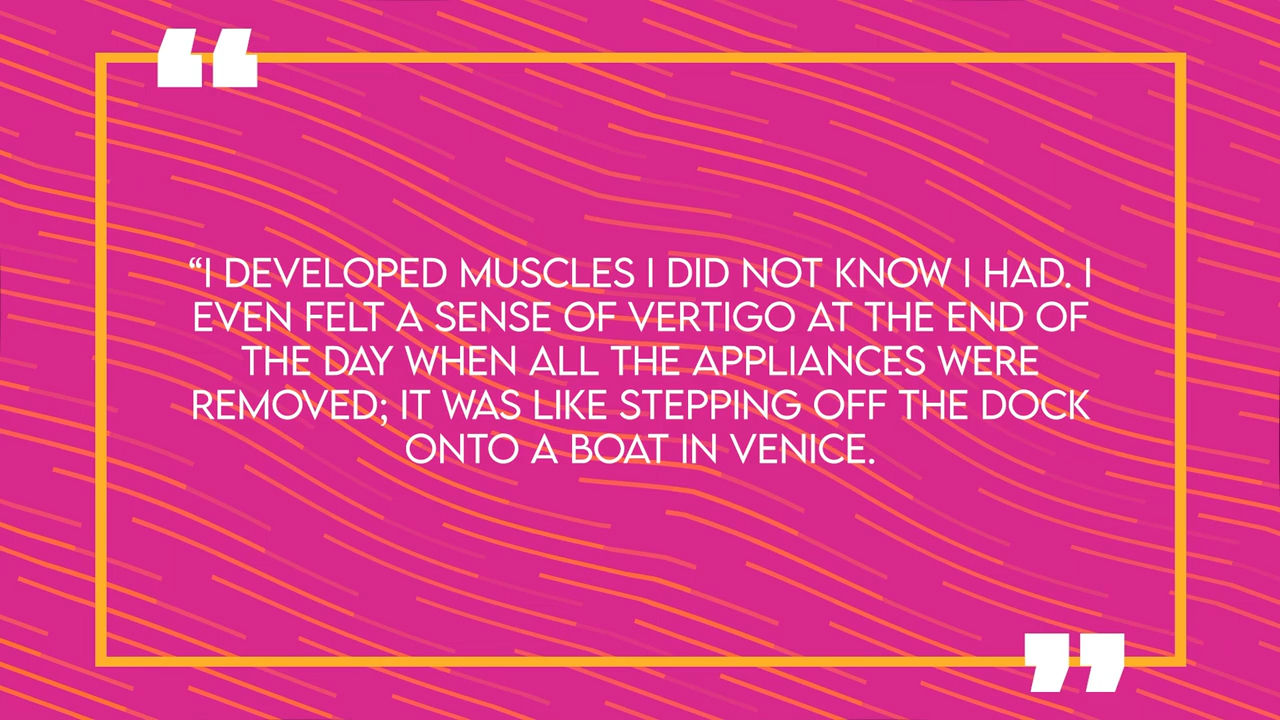 “I DEVELOPED MUSCLES I DID NOT KNOW I HAD. I
EVEN FELT A SENSE OF VERTIGO AT THE END OF
THE DAY WHEN ALL THE APPLIANCES WERE
REMOVED; IT WAS LIKE STEPPING OFF THE DOCK
ONTO A BOAT IN VENICE.